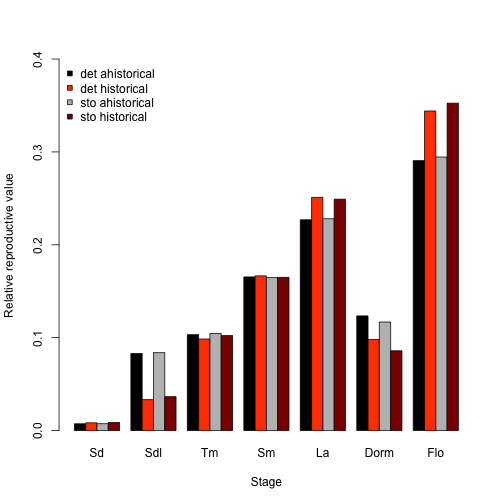 det ahistorical
det historical
sto ahistorical
sto historical
Relative reproductive value
0.4
0.3
0.2
0.1
0.0
Sd Sdl Tm Sm La Dorm Flo
Stage